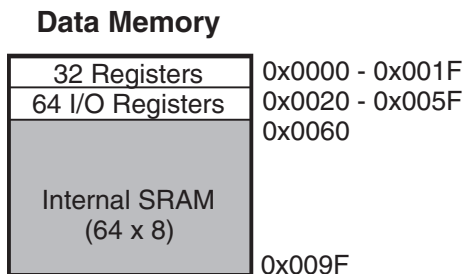 Data Memory
32 Registers 0x0000 - 0x001F
64 I/O Registers 0x0020 - 0x005F
0x0060
Internal SRAM
(64 x 8)
0x009F